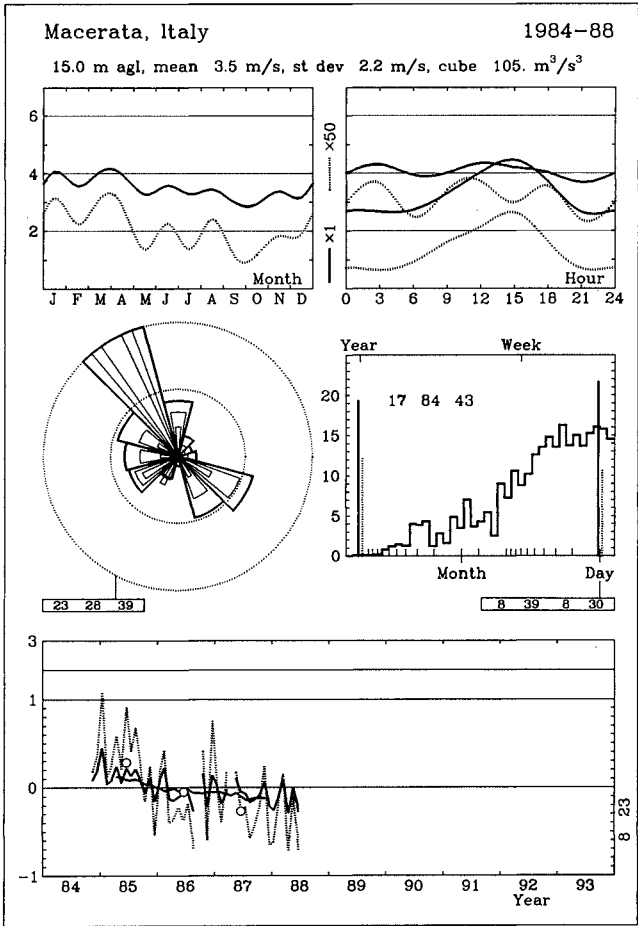 Macerata, Italy 1984-88
15.0 m agl, mean 3.5 m/s, st dev 2.2 m/s, cube 105. m³/s³
6
4
2
Month
J F M A M J J A S O N D
×1 ×50
Hour
0 3 6 9 12 15 18 21 24
23 28 39
Year Week
20
15
10
5
0
17 84 43
Month Day
8 39 8 30
3
1
0
-1
84 85 86 87 88 89 90 91 92 93
Year
8 23